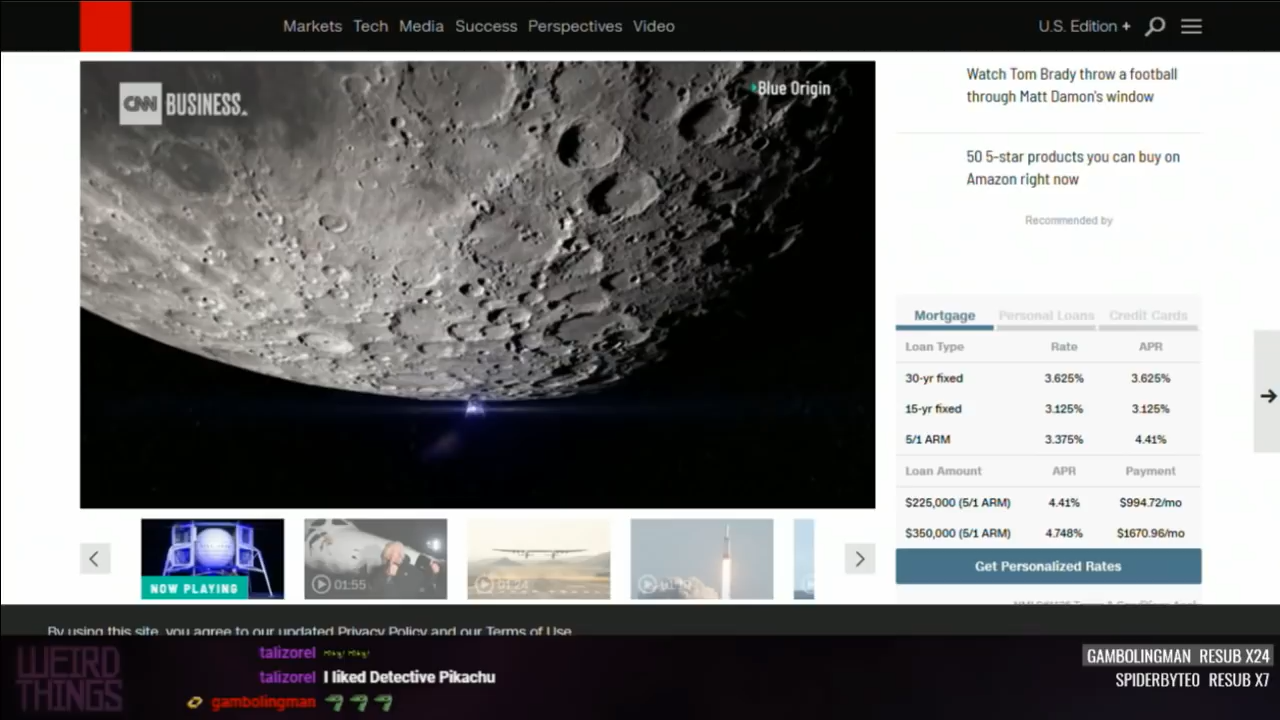 Markets Tech Media Success Perspectives Video
U.S. Edition +
CNN BUSINESS
Blue Origin
Watch Tom Brady throw a football
through Matt Damon's window
50 5-star products you can buy on
Amazon right now
Recommended by
Mortgage Personal Loans Credit Cards
Loan Type Rate APR
30-yr fixed 3.625% 3.625%
15-yr fixed 3.125% 3.125%
5/1 ARM 3.375% 4.41%
Loan Amount APR Payment
$225,000 (5/1 ARM) 4.41% $994.72/mo
$350,000 (5/1 ARM) 4.748% $1670.96/mo
Get Personalized Rates
NOW PLAYING
01:55
By using this site, you agree to our updated Privacy Policy and our Terms of Use
WEIRD
THINGS
talizorel
talizorel I liked Detective Pikachu
gambolingman
GAMBOLINGMAN RESUB X24
SPIDERBYTE0 RESUB X7